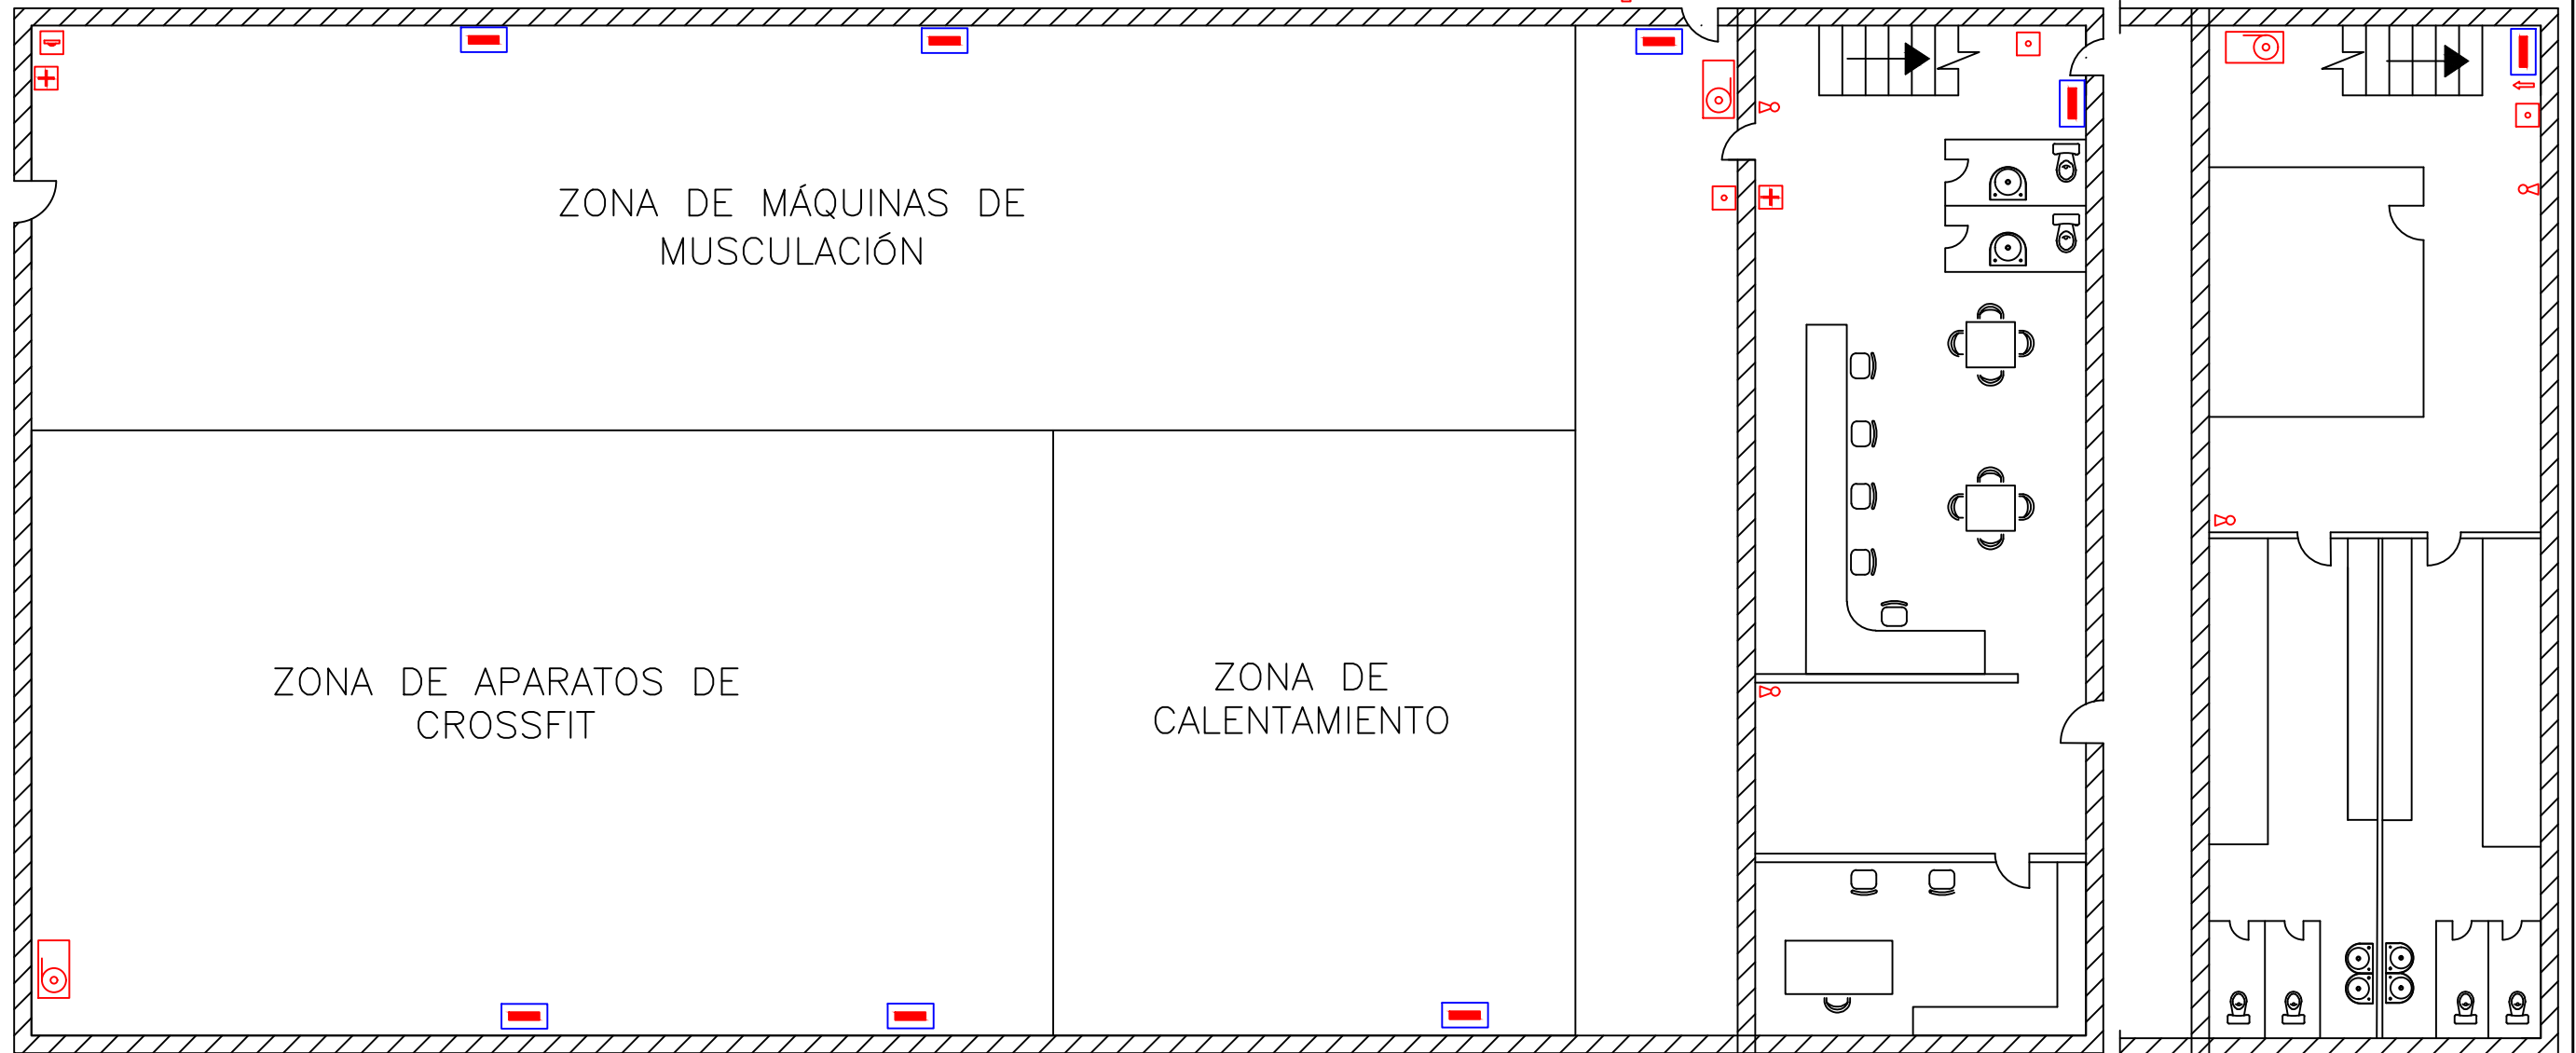 ZONA DE MÁQUINAS DE
MUSCULACIÓN
ZONA DE APARATOS DE
CROSSFIT
ZONA DE
CALENTAMIENTO